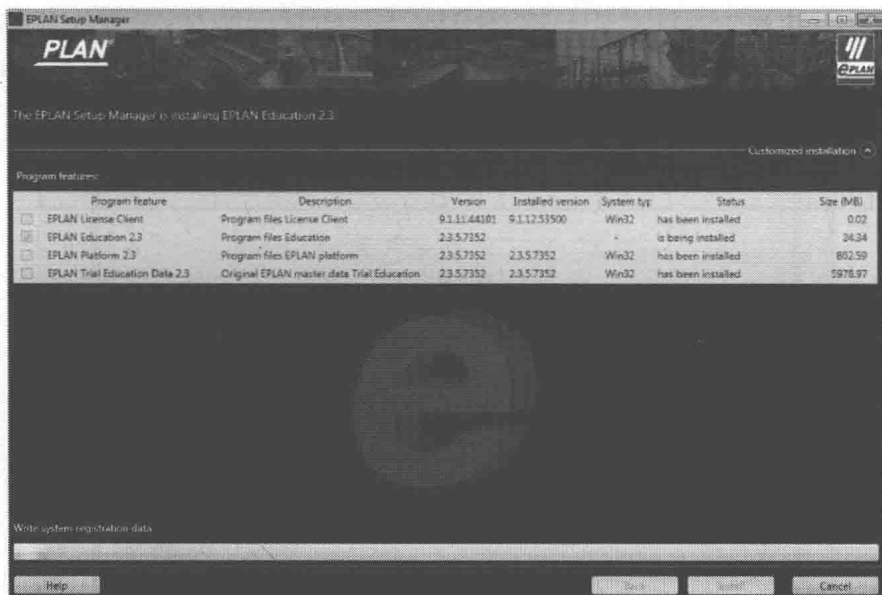 EPLAN Setup Manager
PLAN
ePLAN
The EPLAN Setup Manager is installing EPLAN Education 2.3.
Customized installation
Program features:
Program feature Description Version Installed version System typ Status Size (MB)
EPLAN License Client Program files License Client 9.1.11.44101 9.1.12.53500 Win32 has been installed 0.02
EPLAN Education 2.3 Program files Education 2.3.5.7352 - is being installed 24.34
EPLAN Platform 2.3 Program files EPLAN platform 2.3.5.7352 2.3.5.7352 Win32 has been installed 802.59
EPLAN Trial Education Data 2.3 Original EPLAN master data Trial Education 2.3.5.7352 2.3.5.7352 Win32 has been installed 5978.97
Write system registration data
Help Back Install Cancel